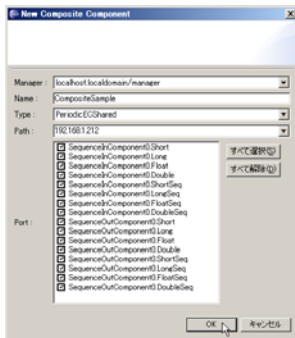 New Composite Component
Manager : localhost.localdomain/manager
Name : CompositeSample
Type : PeriodicECShared
Path : 192.168.1.212
Port :
SequenceInComponent0.Short
SequenceInComponent0.Long
SequenceInComponent0.Float
SequenceInComponent0.Double
SequenceInComponent0.ShortSeq
SequenceInComponent0.LongSeq
SequenceInComponent0.FloatSeq
SequenceInComponent0.DoubleSeq
SequenceOutComponent0.Short
SequenceOutComponent0.Long
SequenceOutComponent0.Float
SequenceOutComponent0.Double
SequenceOutComponent0.ShortSeq
SequenceOutComponent0.LongSeq
SequenceOutComponent0.FloatSeq
SequenceOutComponent0.DoubleSeq
すべて選択(S)
すべて解除(D)
OK
キャンセル